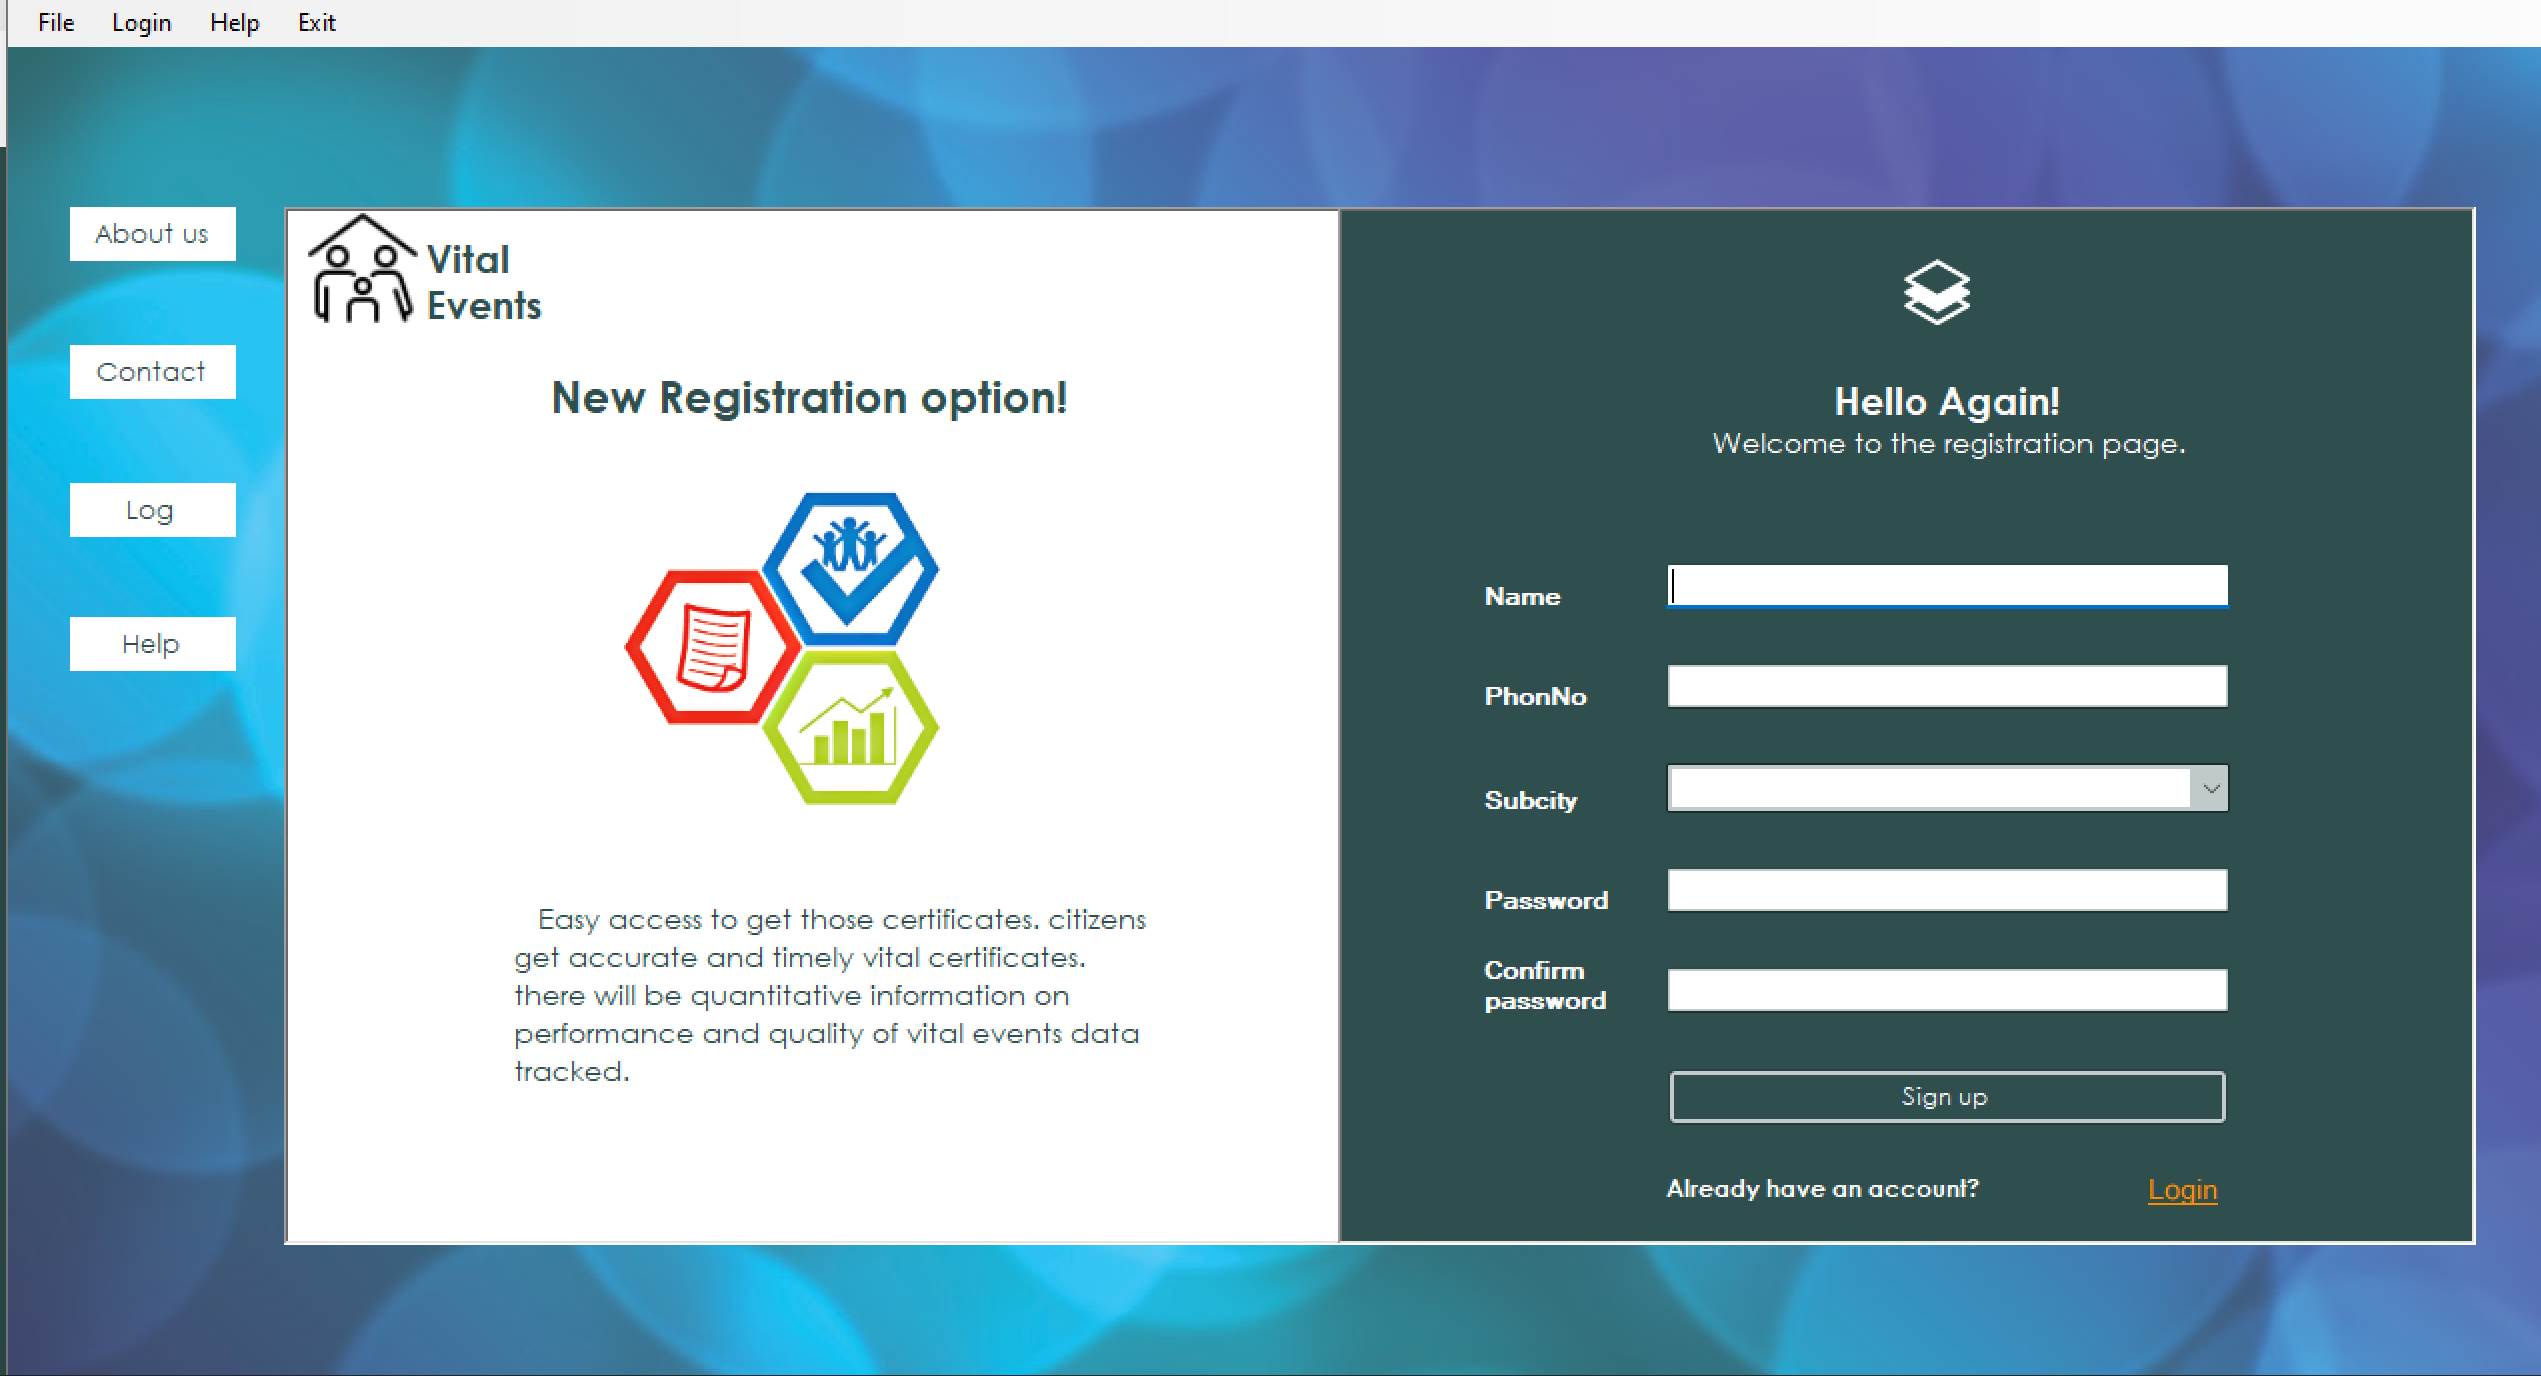 File Login Help Exit
About us
Contact
Log
Help
Vital
Events
New Registration option!
Easy access to get those certificates. citizens
get accurate and timely vital certificates.
there will be quantitative information on
performance and quality of vital events data
tracked.
Hello Again!
Welcome to the registration page.
Name
PhonNo
Subcity
Password
Confirm
password
Sign up
Already have an account? Login